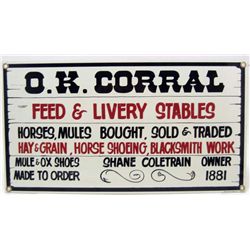 O.K. CORRAL
FEED & LIVERY STABLES
HORSES, MULES BOUGHT, SOLD & TRADED
HAY & GRAIN, HORSE SHOEING, BLACKSMITH WORK
MULE & OX SHOES SHANE COLETRAIN OWNER
MADE TO ORDER 1881